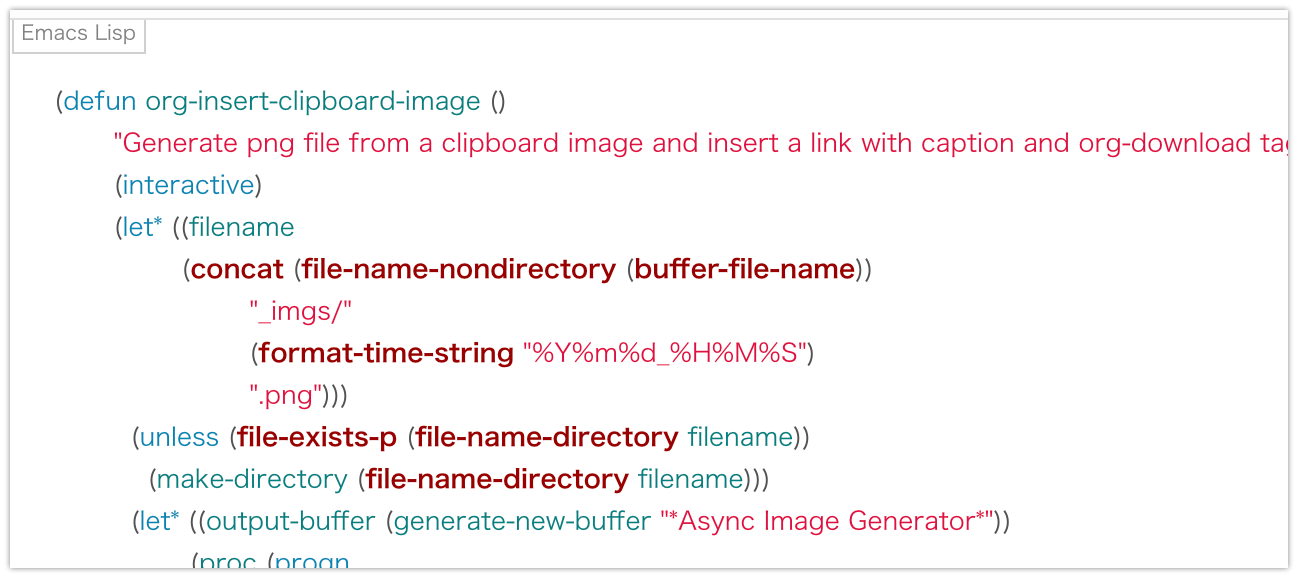 Emacs Lisp
(defun org-insert-clipboard-image ()
"Generate png file from a clipboard image and insert a link with caption and org-download
(interactive)
(let* ((filename
(concat (file-name-nondirectory (buffer-file-name))
"_imgs/"
(format-time-string "%Y%m%d_%H%M%S")
".png")))
(unless (file-exists-p (file-name-directory filename))
(make-directory (file-name-directory filename)))
(let* ((output-buffer (generate-new-buffer "*Async Image Generator*"))
(proc (progn